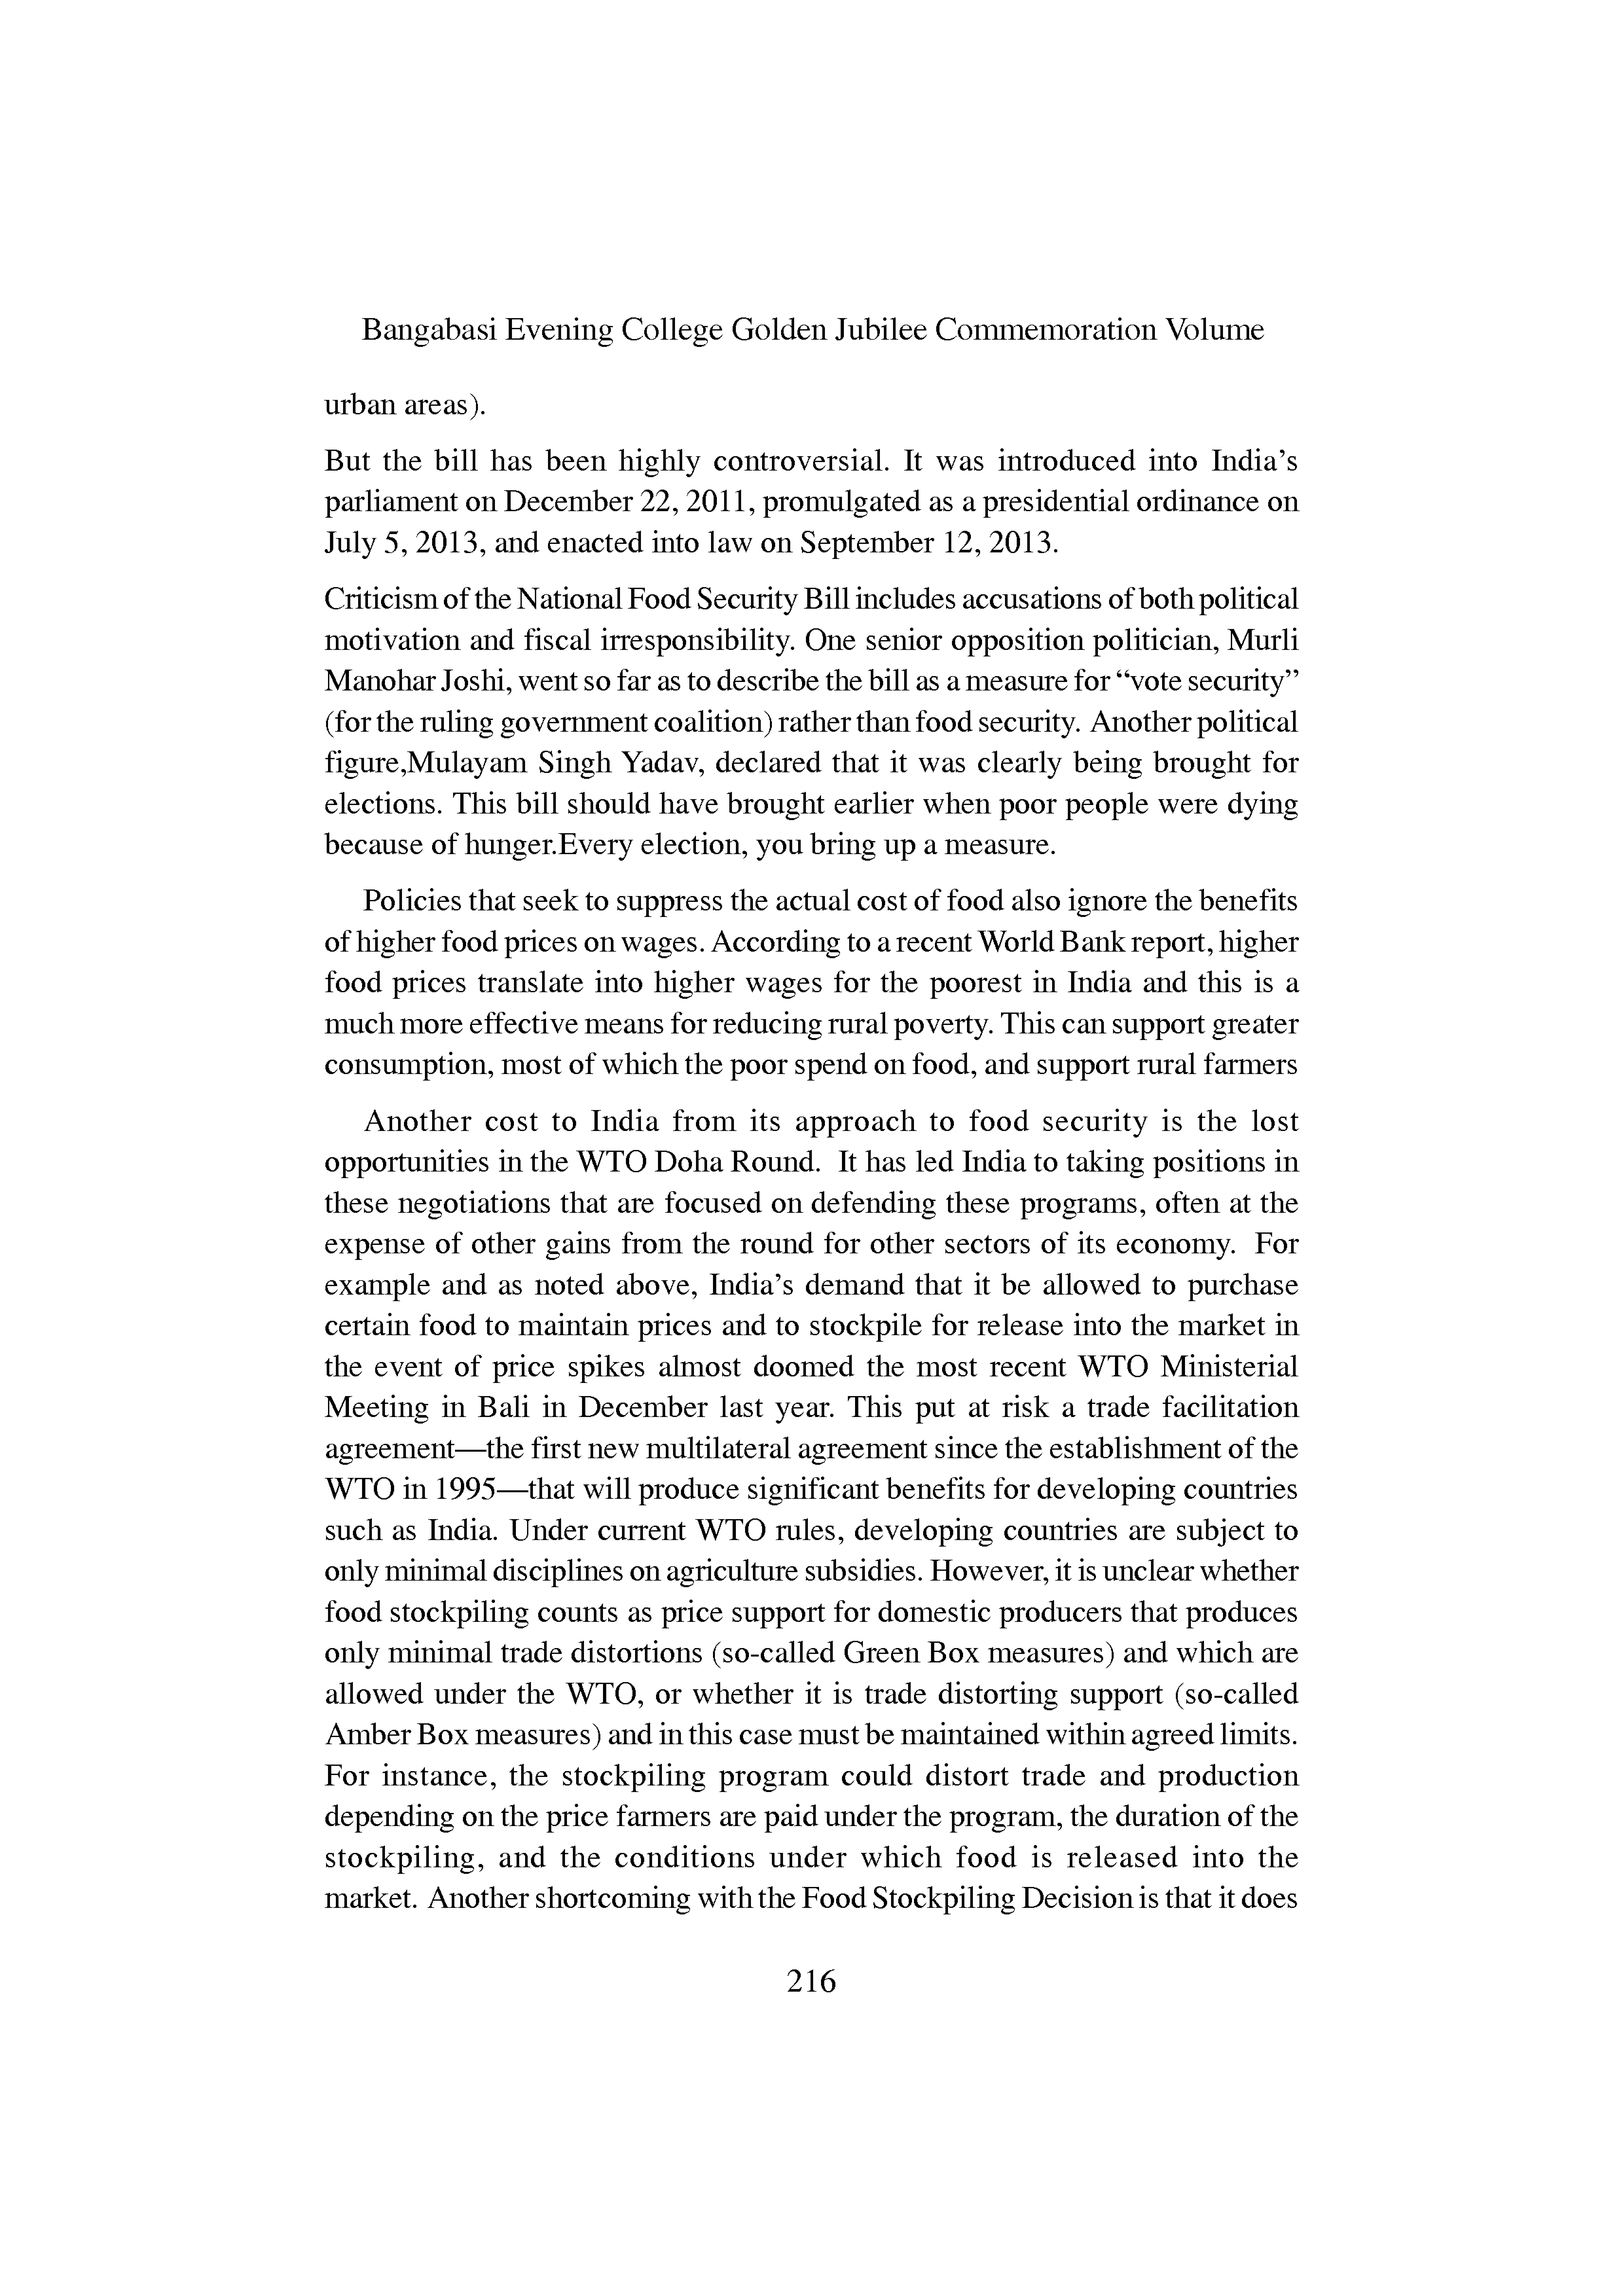 Bangabasi Evening College Golden Jubilee Commemoration Volume
urban areas).
But the bill has been highly controversial. It was introduced into India’s
parliament on December 22, 2011, promulgated as a presidential ordinance on
July 5, 2013, and enacted into law on September 12, 2013.
Criticism of the National Food Security Bill includes accusations of both political
motivation and fiscal irresponsibility. One senior opposition politician, Murli
Manohar Joshi, went so far as to describe the bill as a measure for “vote security”
(for the ruling government coalition) rather than food security. Another political
figure,Mulayam Singh Yadav, declared that it was clearly being brought for
elections. This bill should have brought earlier when poor people were dying
because of hunger.Every election, you bring up a measure.
Policies that seek to suppress the actual cost of food also ignore the benefits
of higher food prices on wages. According to a recent World Bank report, higher
food prices translate into higher wages for the poorest in India and this is a
much more effective means for reducing rural poverty. This can support greater
consumption, most of which the poor spend on food, and support rural farmers
Another cost to India from its approach to food security is the lost
opportunities in the WTO Doha Round. It has led India to taking positions in
these negotiations that are focused on defending these programs, often at the
expense of other gains from the round for other sectors of its economy. For
example and as noted above, India’s demand that it be allowed to purchase
certain food to maintain prices and to stockpile for release into the market in
the event of price spikes almost doomed the most recent WTO Ministerial
Meeting in Bali in December last year. This put at risk a trade facilitation
agreement—the first new multilateral agreement since the establishment of the
WTO in 1995—that will produce significant benefits for developing countries
such as India. Under current WTO rules, developing countries are subject to
only minimal disciplines on agriculture subsidies. However, it is unclear whether
food stockpiling counts as price support for domestic producers that produces
only minimal trade distortions (so-called Green Box measures) and which are
allowed under the WTO, or whether it is trade distorting support (so-called
Amber Box measures) and in this case must be maintained within agreed limits.
For instance, the stockpiling program could distort trade and production
depending on the price farmers are paid under the program, the duration of the
stockpiling, and the conditions under which food is released into the
market. Another shortcoming with the Food Stockpiling Decision is that it does
216